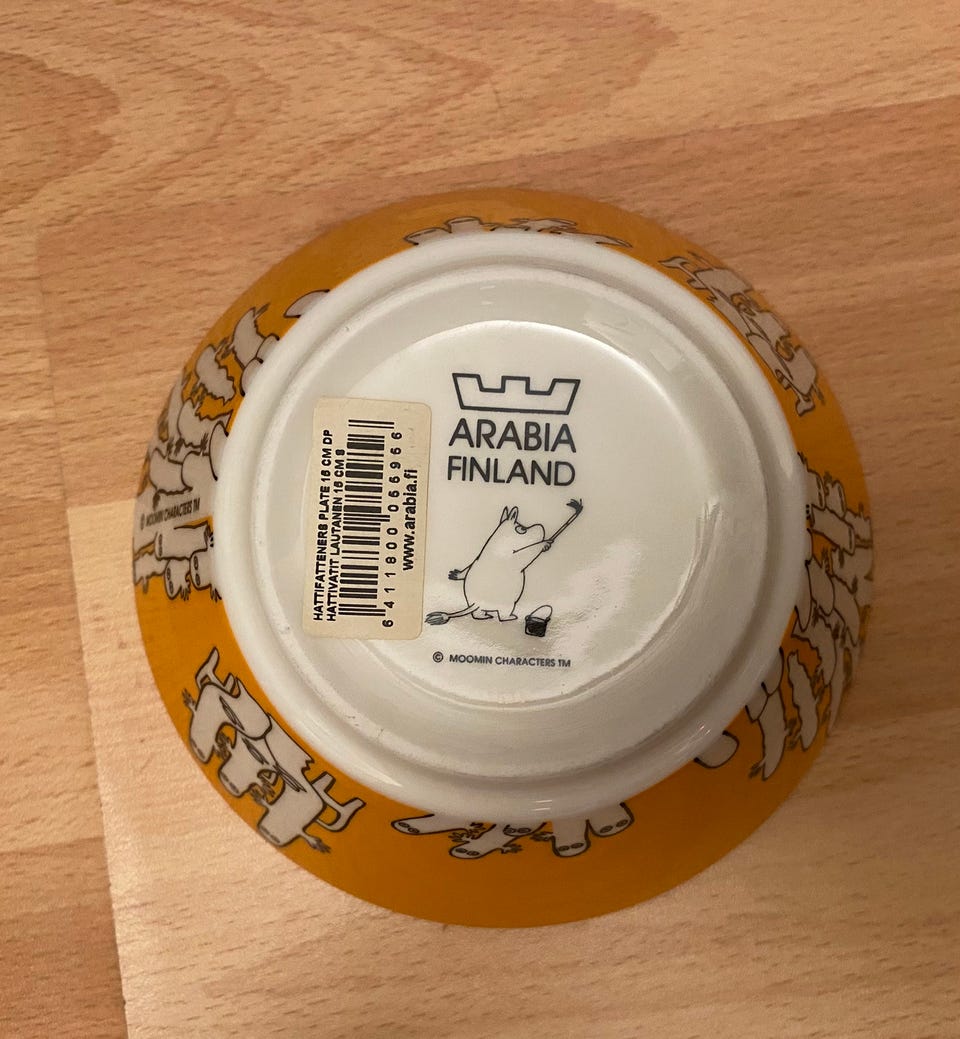 ARABIA
FINLAND
© MOOMIN CHARACTERS TM
HATTIFATTENERS PLATE 15 CM DP
HATTIVATIT LAUTANEN 15 CM S
6 411800 066966
www.arabia.fi
© MOOMIN CHARACTERS TM